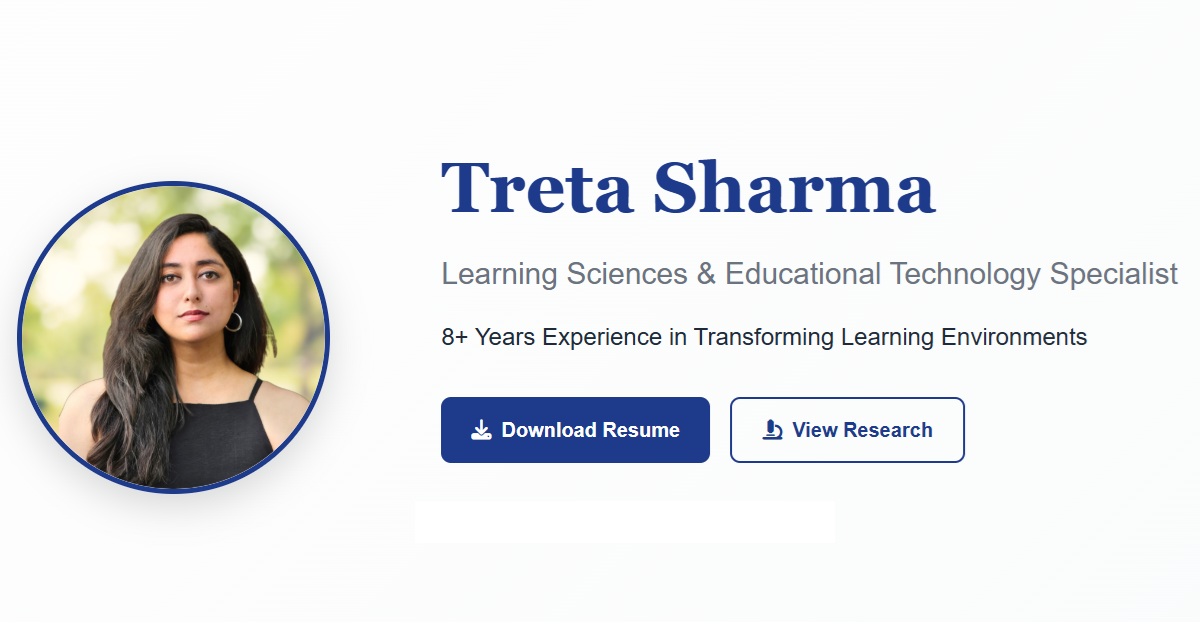 Treta Sharma
Learning Sciences & Educational Technology Specialist
8+ Years Experience in Transforming Learning Environments
Download Resume
View Research